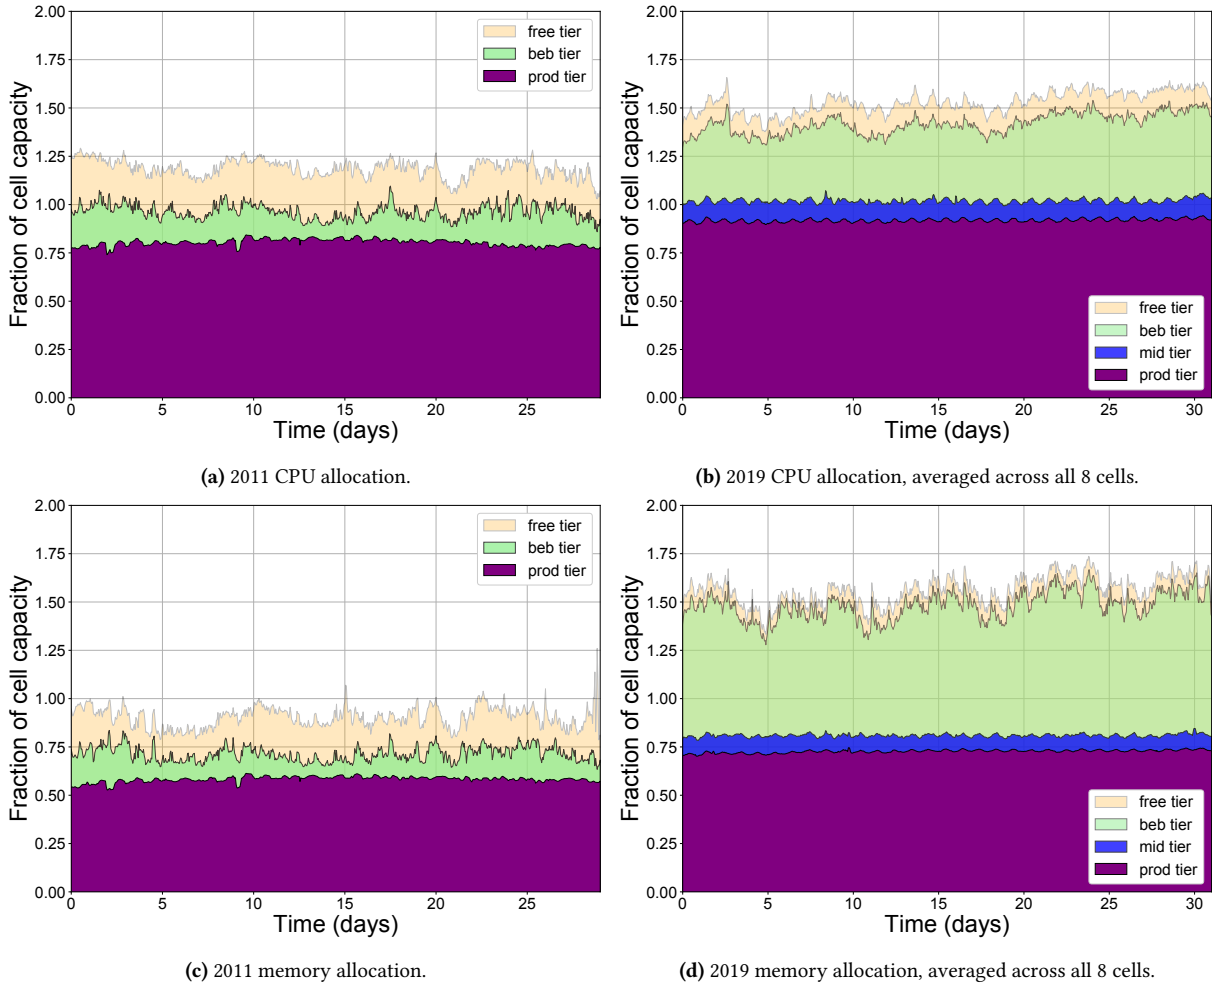 2.00
1.75
1.50
1.25
1.00
0.75
0.50
0.25
0.00
Fraction of cell capacity
free tier
beb tier
prod tier
0 5 10 15 20 25
Time (days)
(a) 2011 CPU allocation.
2.00
1.75
1.50
1.25
1.00
0.75
0.50
0.25
0.00
Fraction of cell capacity
free tier
beb tier
mid tier
prod tier
0 5 10 15 20 25 30
Time (days)
(b) 2019 CPU allocation, averaged across all 8 cells.
2.00
1.75
1.50
1.25
1.00
0.75
0.50
0.25
0.00
Fraction of cell capacity
free tier
beb tier
prod tier
0 5 10 15 20 25
Time (days)
(c) 2011 memory allocation.
2.00
1.75
1.50
1.25
1.00
0.75
0.50
0.25
0.00
Fraction of cell capacity
free tier
beb tier
mid tier
prod tier
0 5 10 15 20 25 30
Time (days)
(d) 2019 memory allocation, averaged across all 8 cells.